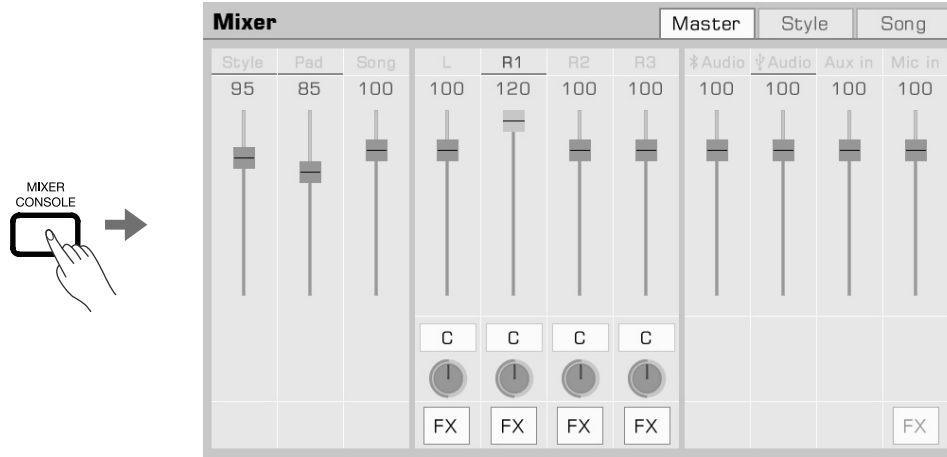 Mixer Master Style Song
Style Pad Song L R1 R2 R3 Audio Audio Aux in Mic in
95 85 100 100 120 100 100 100 100 100 100
MIXER
CONSOLE
C C C C
FX FX FX FX FX